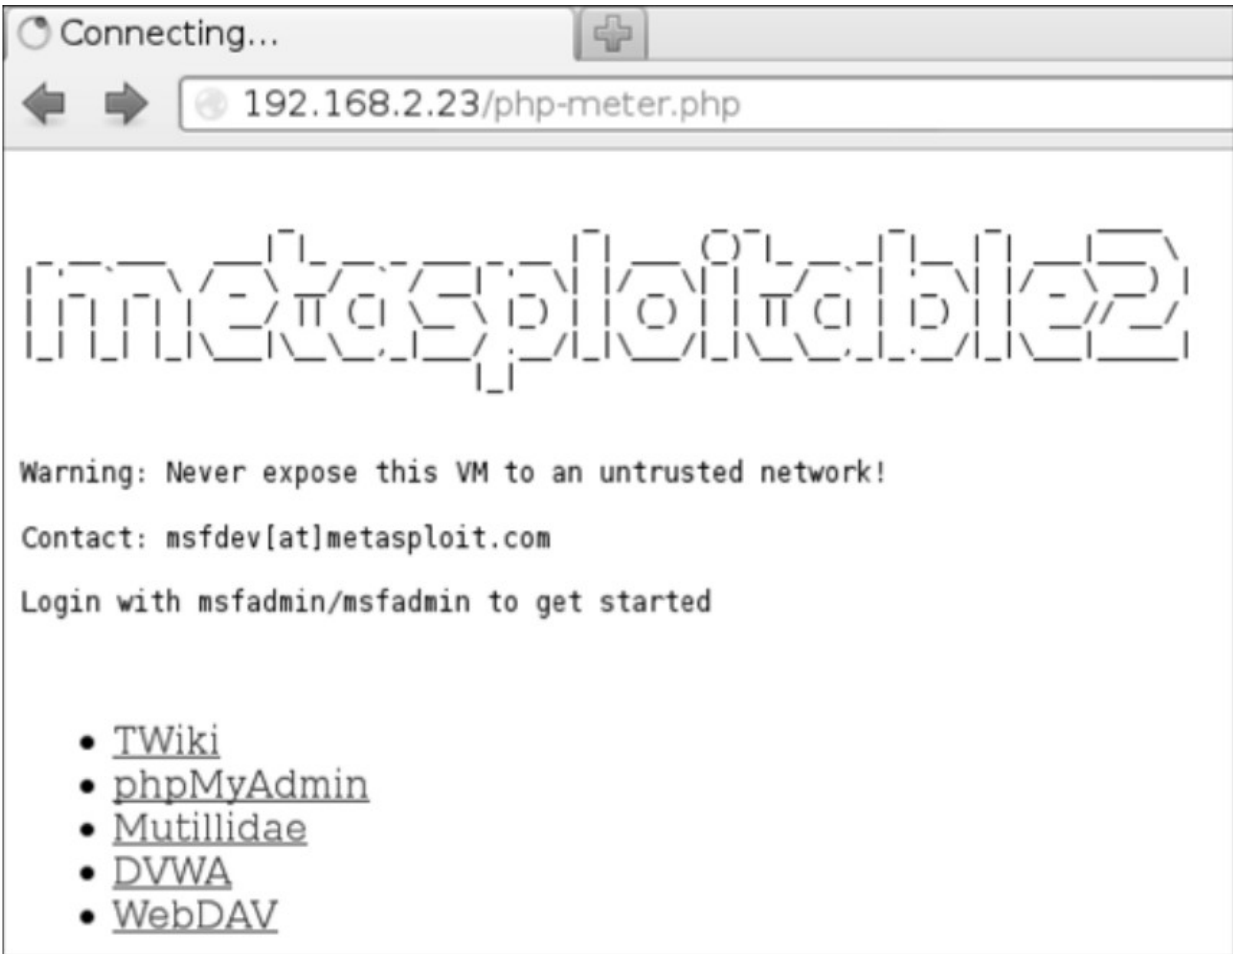 Connecting...
192.168.2.23/php-meter.php
metasploitable2
Warning: Never expose this VM to an untrusted network!
Contact: msfdev[at]metasploit.com
Login with msfadmin/msfadmin to get started
TWiki
phpMyAdmin
Mutillidae
DVWA
WebDAV